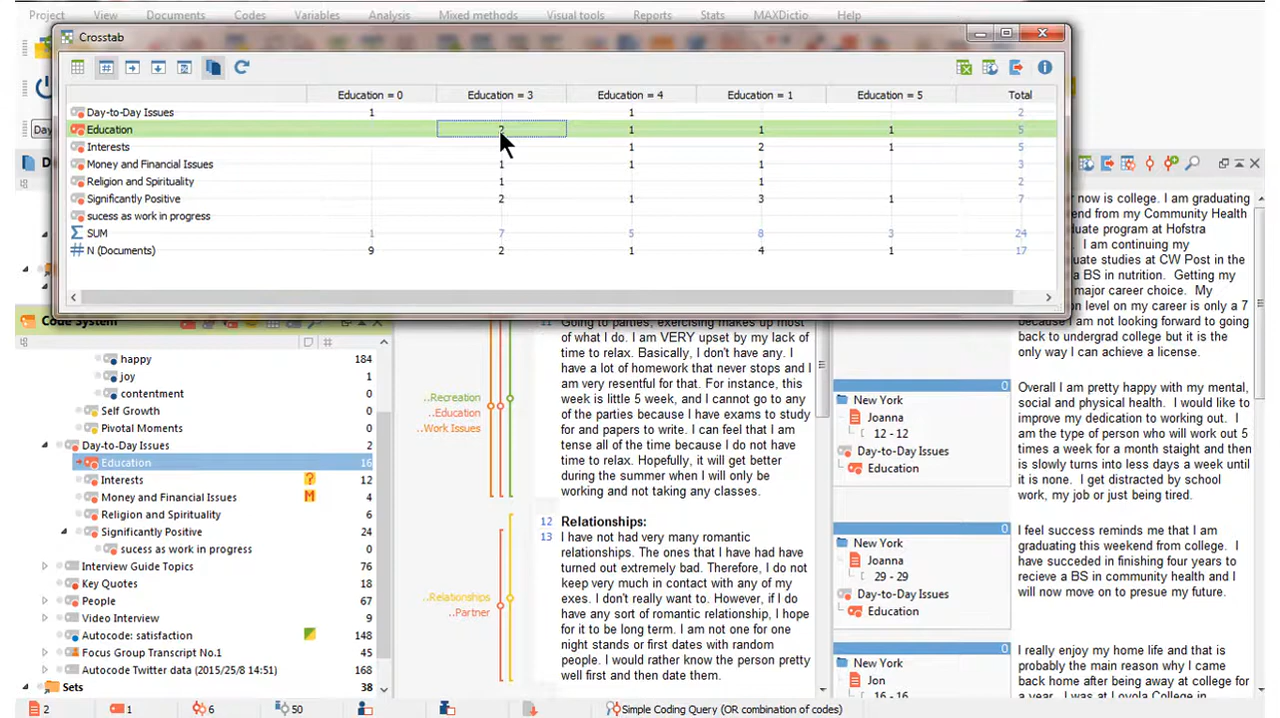 Project View Documents Codes Variables Analysis Mixed methods Visual tools Reports Stats MAXDictio Help
Crosstab
Education = 0 Education = 3 Education = 4 Education = 1 Education = 5 Total
Day-to-Day Issues 1 1 2
Education 2 1 1 1 5
Interests 1 2 1 5
Money and Financial Issues 1 1 1 3
Religion and Spirituality 1 1 2
Significantly Positive 2 1 3 1 7
sucess as work in progress
SUM 1 7 5 8 3 24
N (Documents) 9 2 1 4 1 17
Day
D
Code System
happy 184
joy 1
contentment 0
Self Growth 0
Pivotal Moments 0
Day-to-Day Issues 2
Education 16
Interests 12
Money and Financial Issues 4
Religion and Spirituality 6
Significantly Positive 24
sucess as work in progress 0
Interview Guide Topics 76
Key Quotes 18
People 67
Video Interview 9
Autocode: satisfaction 148
Focus Group Transcript No.1 0
Autocode Twitter data (2015/25/8 14:51) 168
Sets 38
..Recreation
..Education
..Work Issues
..Relationships
..Partner
Going to parties, exercising makes up most
of what I do. I am VERY upset by my lack of
time to relax. Basically, I don't have any. I
have a lot of homework that never stops and I
am very resentful for that. For instance, this
week is little 5 week, and I cannot go to any
of the parties because I have exams to study
for and papers to write. I can feel that I am
tense all of the time because I do not have
time to relax. Hopefully, it will get better
during the summer when I will only be
working and not taking any classes.
12 Relationships:
13 I have not had very many romantic
relationships. The ones that I have had have
turned out extremely bad. Therefore, I do not
keep very much in contact with any of my
exes. I don't really want to. However, if I do
have any sort of romantic relationship, I hope
for it to be long term. I am not one for one
night stands or first dates with random
people. I would rather know the person pretty
well first and then date them.
0
New York
Joanna
12 - 12
Day-to-Day Issues
Education
0
New York
Joanna
29 - 29
Day-to-Day Issues
Education
0
New York
Jon
16 - 16
now is college. I am graduating
end from my Community Health
graduate program at Hofstra
I am continuing my
uate studies at CW Post in the
a BS in nutrition. Getting my
major career choice. My
on level on my career is only a 7
because I am not looking forward to going
back to undergrad college but it is the
only way I can achieve a license.
Overall I am pretty happy with my mental,
social and physical health. I would like to
improve my dedication to working out. I
am the type of person who will work out 5
times a week for a month staight and then
is slowly turns into less days a week until
it is none. I get distracted by school
work, my job or just being tired.
I feel success reminds me that I am
graduating this weekend from college. I
have succeded in finishing four years to
recieve a BS in community health and I
will now move on to presue my future.
I really enjoy my home life and that is
probably the main reason why I came
back home after being away at college for
a year. I was at Loyola College in
2 1 6 50 Simple Coding Query (OR combination of codes)